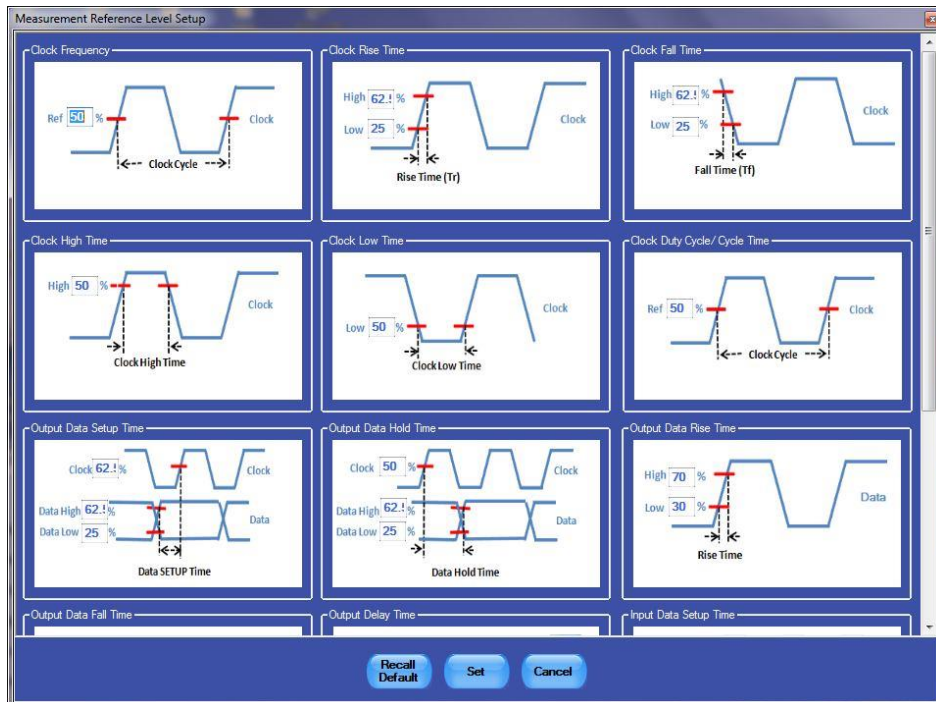 Measurement Reference Level Setup
Clock Frequency
Ref 50 %
Clock
Clock Cycle
Clock Rise Time
High 62.5 %
Low 25 %
Clock
Rise Time (Tr)
Clock Fall Time
High 62.5 %
Low 25 %
Clock
Fall Time (Tf)
Clock High Time
High 50 %
Clock
Clock High Time
Clock Low Time
Low 50 %
Clock
Clock Low Time
Clock Duty Cycle/ Cycle Time
Ref 50 %
Clock
Clock Cycle
Output Data Setup Time
Clock 62.5 %
Clock
Data High 62.5 %
Data Low 25 %
Data
Data SETUP Time
Output Data Hold Time
Clock 50 %
Clock
Data High 62.5 %
Data Low 25 %
Data
Data Hold Time
Output Data Rise Time
High 70 %
Low 30 %
Data
Rise Time
Output Data Fall Time
Output Delay Time
Input Data Setup Time
Recall Default
Set
Cancel